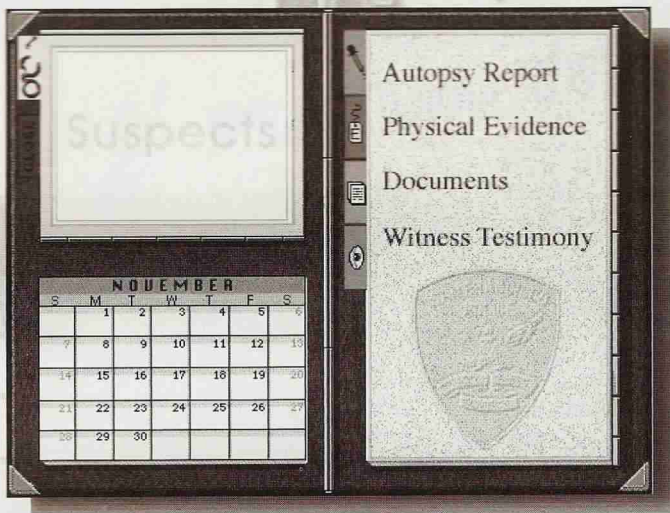 Suspects
NOVEMBER
S M T W T F S
1 2 3 4 5 6
7 8 9 10 11 12 13
14 15 16 17 18 19 20
21 22 23 24 25 26 27
28 29 30
Autopsy Report
Physical Evidence
Documents
Witness Testimony